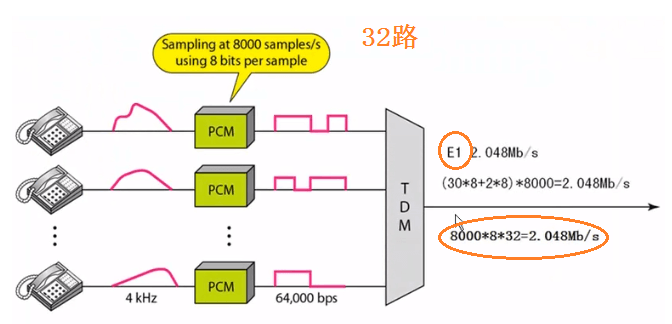 32路
Sampling at 8000 samples/s
using 8 bits per sample
PCM
E1 2.048Mb/s
PCM
(30*8+2*8)*8000=2.048Mb/s
T
D
M
8000*8*32=2.048Mb/s
PCM
4 kHz
64,000 bps